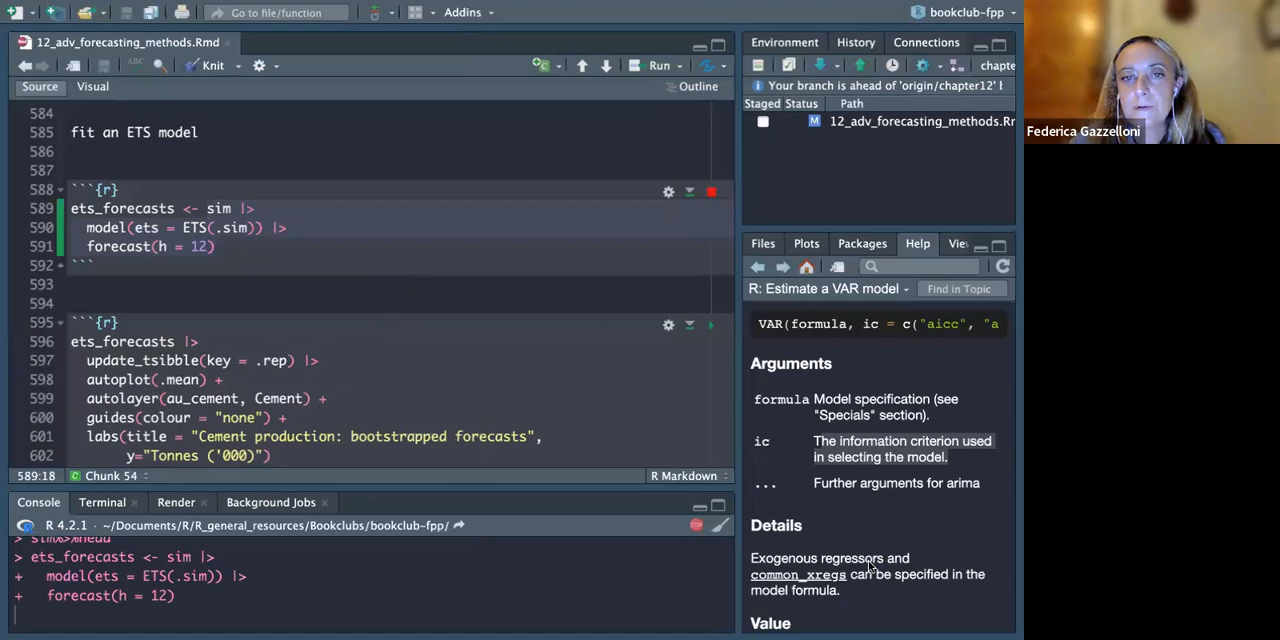 Go to file/function
Addins
bookclub-fpp
12_adv_forecasting_methods.Rmd
ABC
Knit
Run
Source
Visual
Outline
584
585 fit an ETS model
586
587
588 ```{r}
589 ets_forecasts <- sim |>
590 model(ets = ETS(.sim)) |>
591 forecast(h = 12)
592 ```
593
594
595 ```{r}
596 ets_forecasts |>
597 update_tsibble(key = .rep) |>
598 autoplot(.mean) +
599 autolayer(au_cement, Cement) +
600 guides(colour = "none") +
601 labs(title = "Cement production: bootstrapped forecasts",
602 y="Tonnes ('000)")
589:18
Chunk 54
R Markdown
Console
Terminal
Render
Background Jobs
R 4.2.1 · ~/Documents/R/R_general_resources/Bookclubs/bookclub-fpp/
> sim%>%head
> ets_forecasts <- sim |>
+ model(ets = ETS(.sim)) |>
+ forecast(h = 12)
Environment
History
Connections
chapte
Your branch is ahead of 'origin/chapter12' b
Staged Status Path
M 12_adv_forecasting_methods.Rm
Files
Plots
Packages
Help
Vie
R: Estimate a VAR model
Find in Topic
VAR(formula, ic = c("aicc", "a
Arguments
formula Model specification (see
"Specials" section).
ic The information criterion used
in selecting the model.
... Further arguments for arima
Details
Exogenous regressors and
common_xregs can be specified in the
model formula.
Value
Federica Gazzelloni